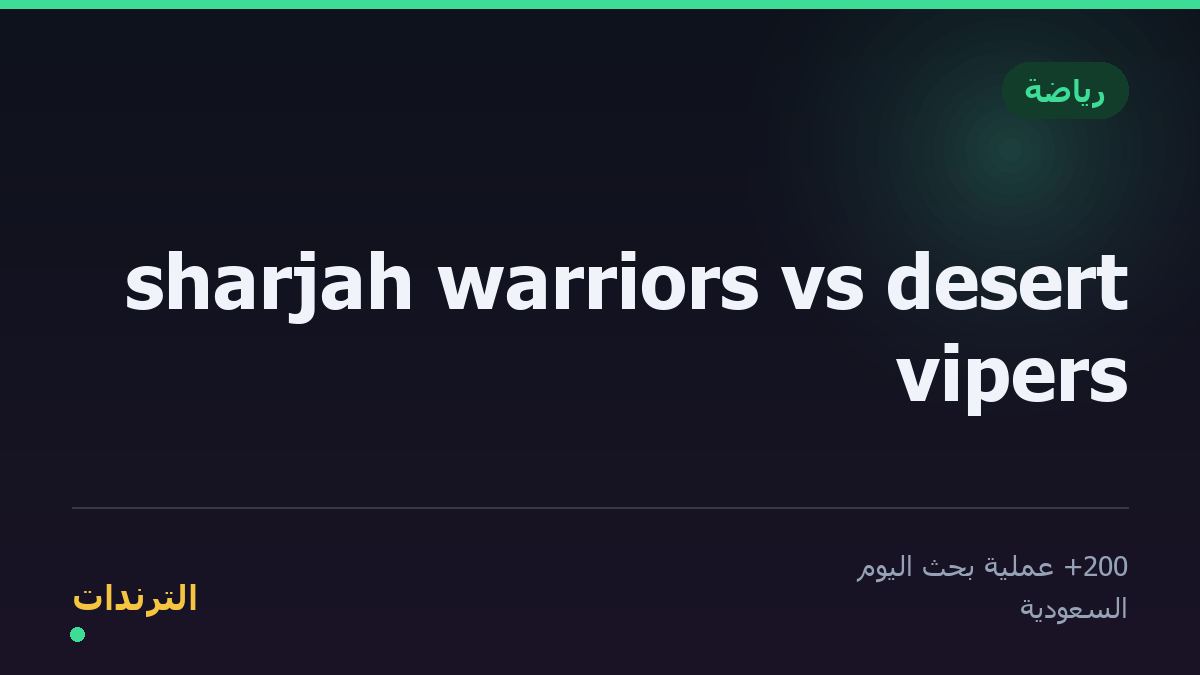 رياضة
sharjah warriors vs desert
vipers
200+ عملية بحث اليوم
السعودية
الترندات